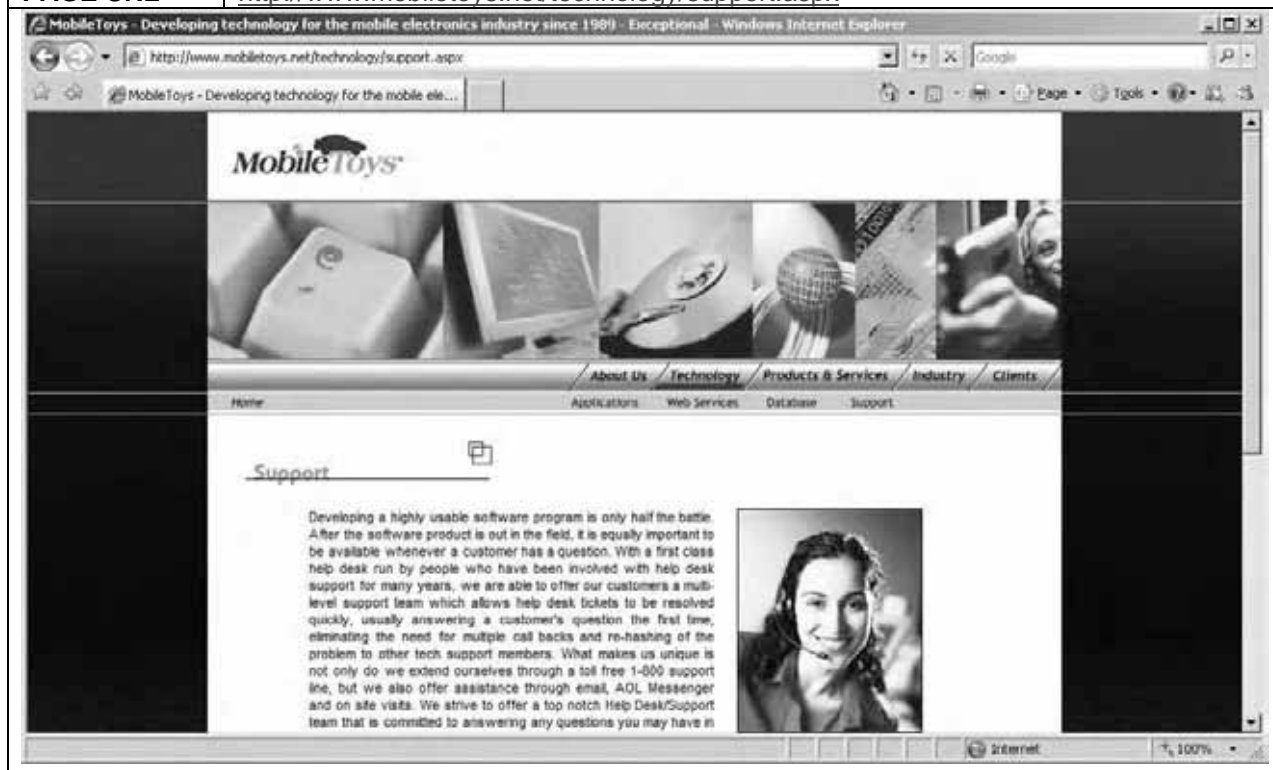 PAGE URL http://www.mobiletoys.net/technology/support.aspx
MobileToys - Developing technology for the mobile electronics industry since 1989 - Exceptional - Windows Internet Explorer
http://www.mobiletoys.net/technology/support.aspx
Google
MobileToys - Developing technology for the mobile ele...
Page
Tools
MobileToys
About Us
Technology
Products & Services
Industry
Clients
Home
Applications
Web Services
Database
Support
Support
Developing a highly usable software program is only half the battle.
After the software product is out in the field, it is equally important to
be available whenever a customer has a question. With a first class
help desk run by people who have been involved with help desk
support for many years, we are able to offer our customers a multi-
level support team which allows help desk tickets to be resolved
quickly, usually answering a customer's question the first time,
eliminating the need for multiple call backs and re-hashing of the
problem to other tech support members. What makes us unique is
not only do we extend ourselves through a toll free 1-800 support
line, but we also offer assistance through email, AOL Messenger
and on site visits. We strive to offer a top notch Help Desk/Support
team that is committed to answering any questions you may have in
Internet
100%